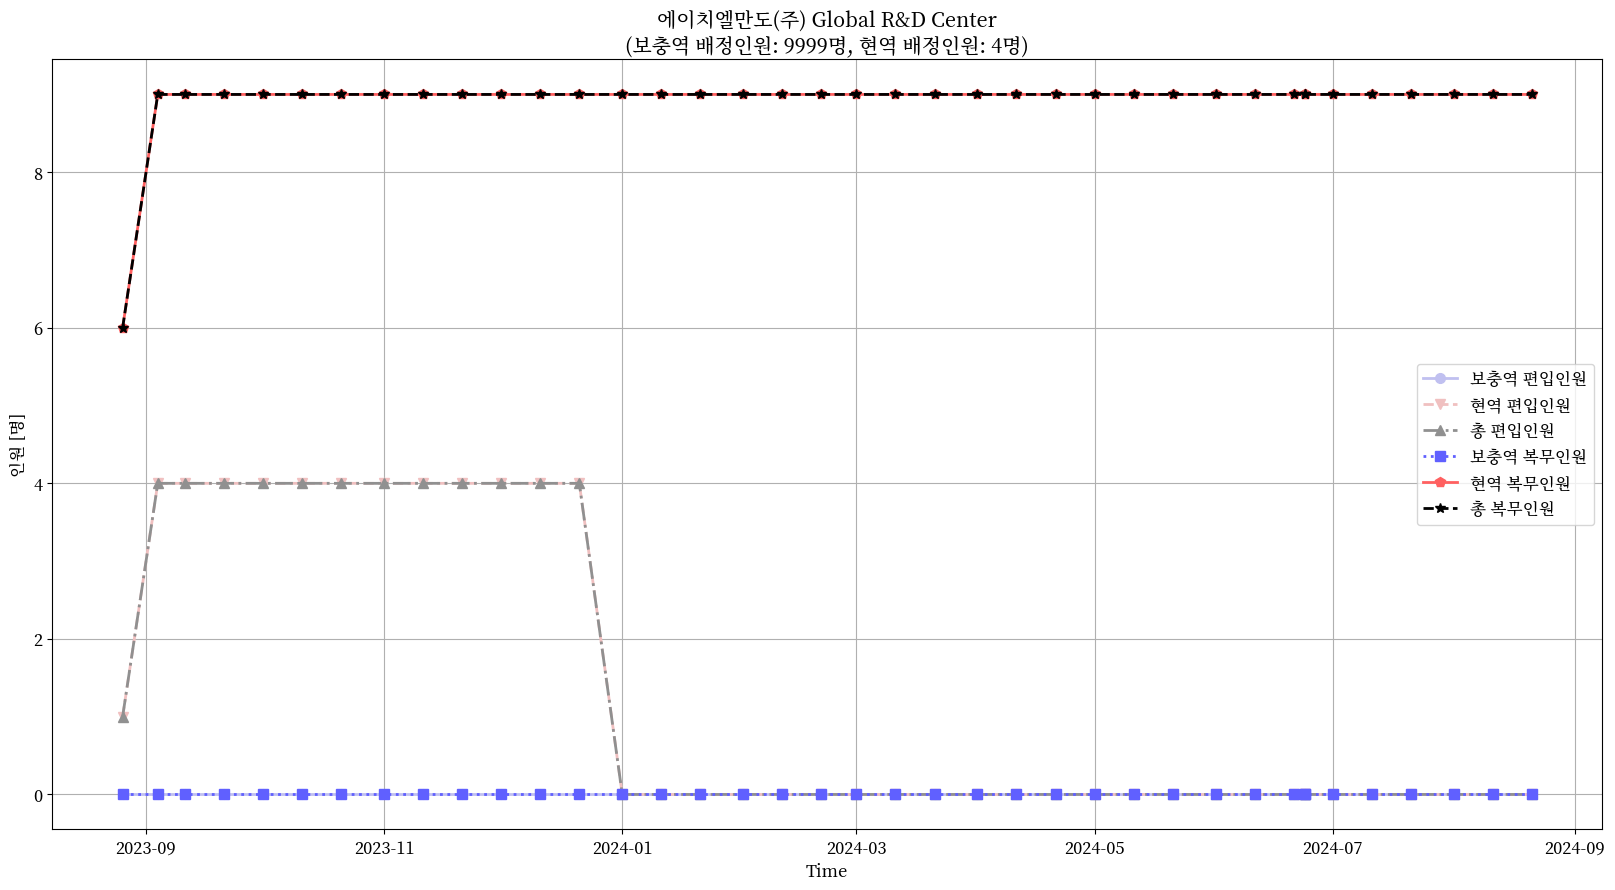 에이치엘만도(주) Global R&D Center
(보충역 배정인원: 9999명, 현역 배정인원: 4명)
인원 [명]
8
6
4
2
0
보충역 편입인원
현역 편입인원
총 편입인원
보충역 복무인원
현역 복무인원
총 복무인원
2023-09
2023-11
2024-01
2024-03
2024-05
2024-07
2024-09
Time